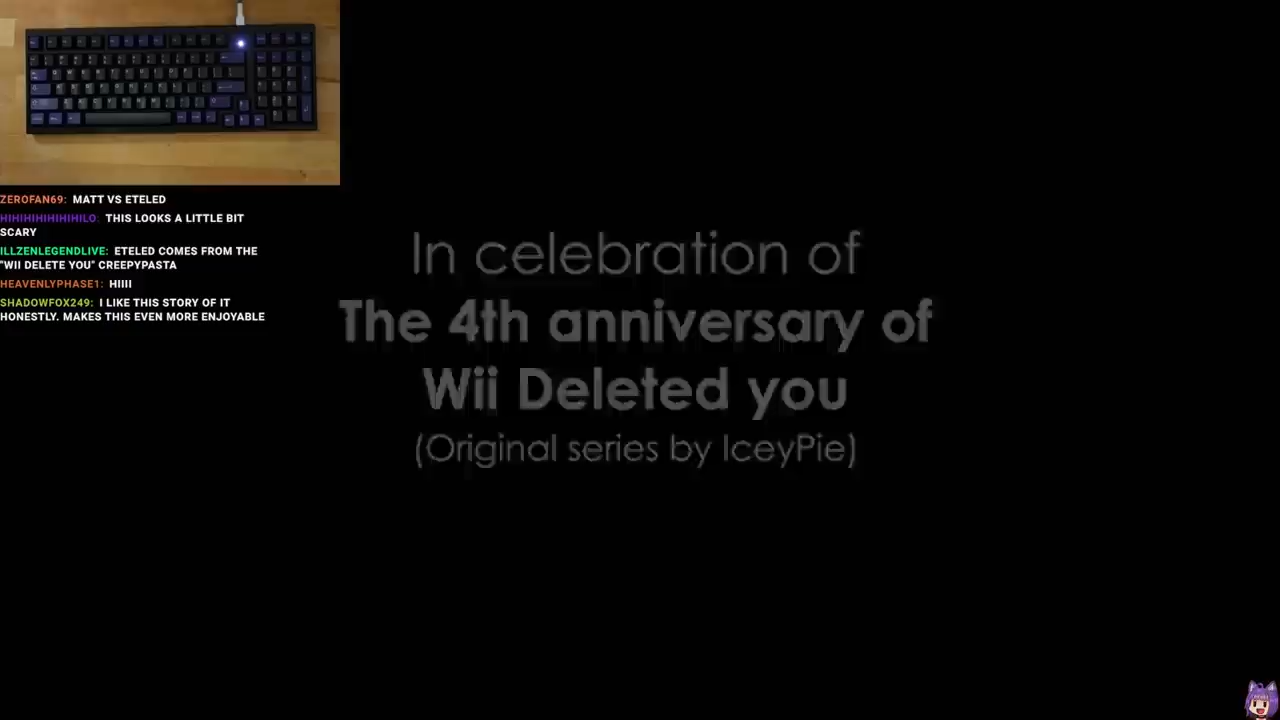 ZEROFAN69: MATT VS ETELED
HIHIHIHIHIHIHILO: THIS LOOKS A LITTLE BIT
SCARY
ILLZENLEGENDLIVE: ETELED COMES FROM THE
"WII DELETE YOU" CREEPYPASTA
HEAVENLYPHASE1: HIIII
SHADOWFOX249: I LIKE THIS STORY OF IT
HONESTLY. MAKES THIS EVEN MORE ENJOYABLE
In celebration of
The 4th anniversary of
Wii Deleted you
(Original series by IceyPie)